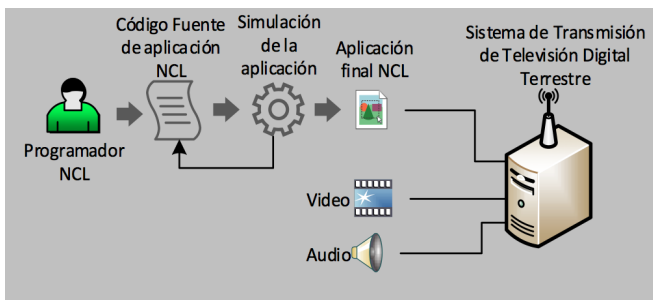 Programador
NCL
Código Fuente
de aplicación
NCL
Simulación
de la
aplicación
Aplicación
final NCL
Sistema de Transmisión
de Televisión Digital
Terrestre
Video
Audio